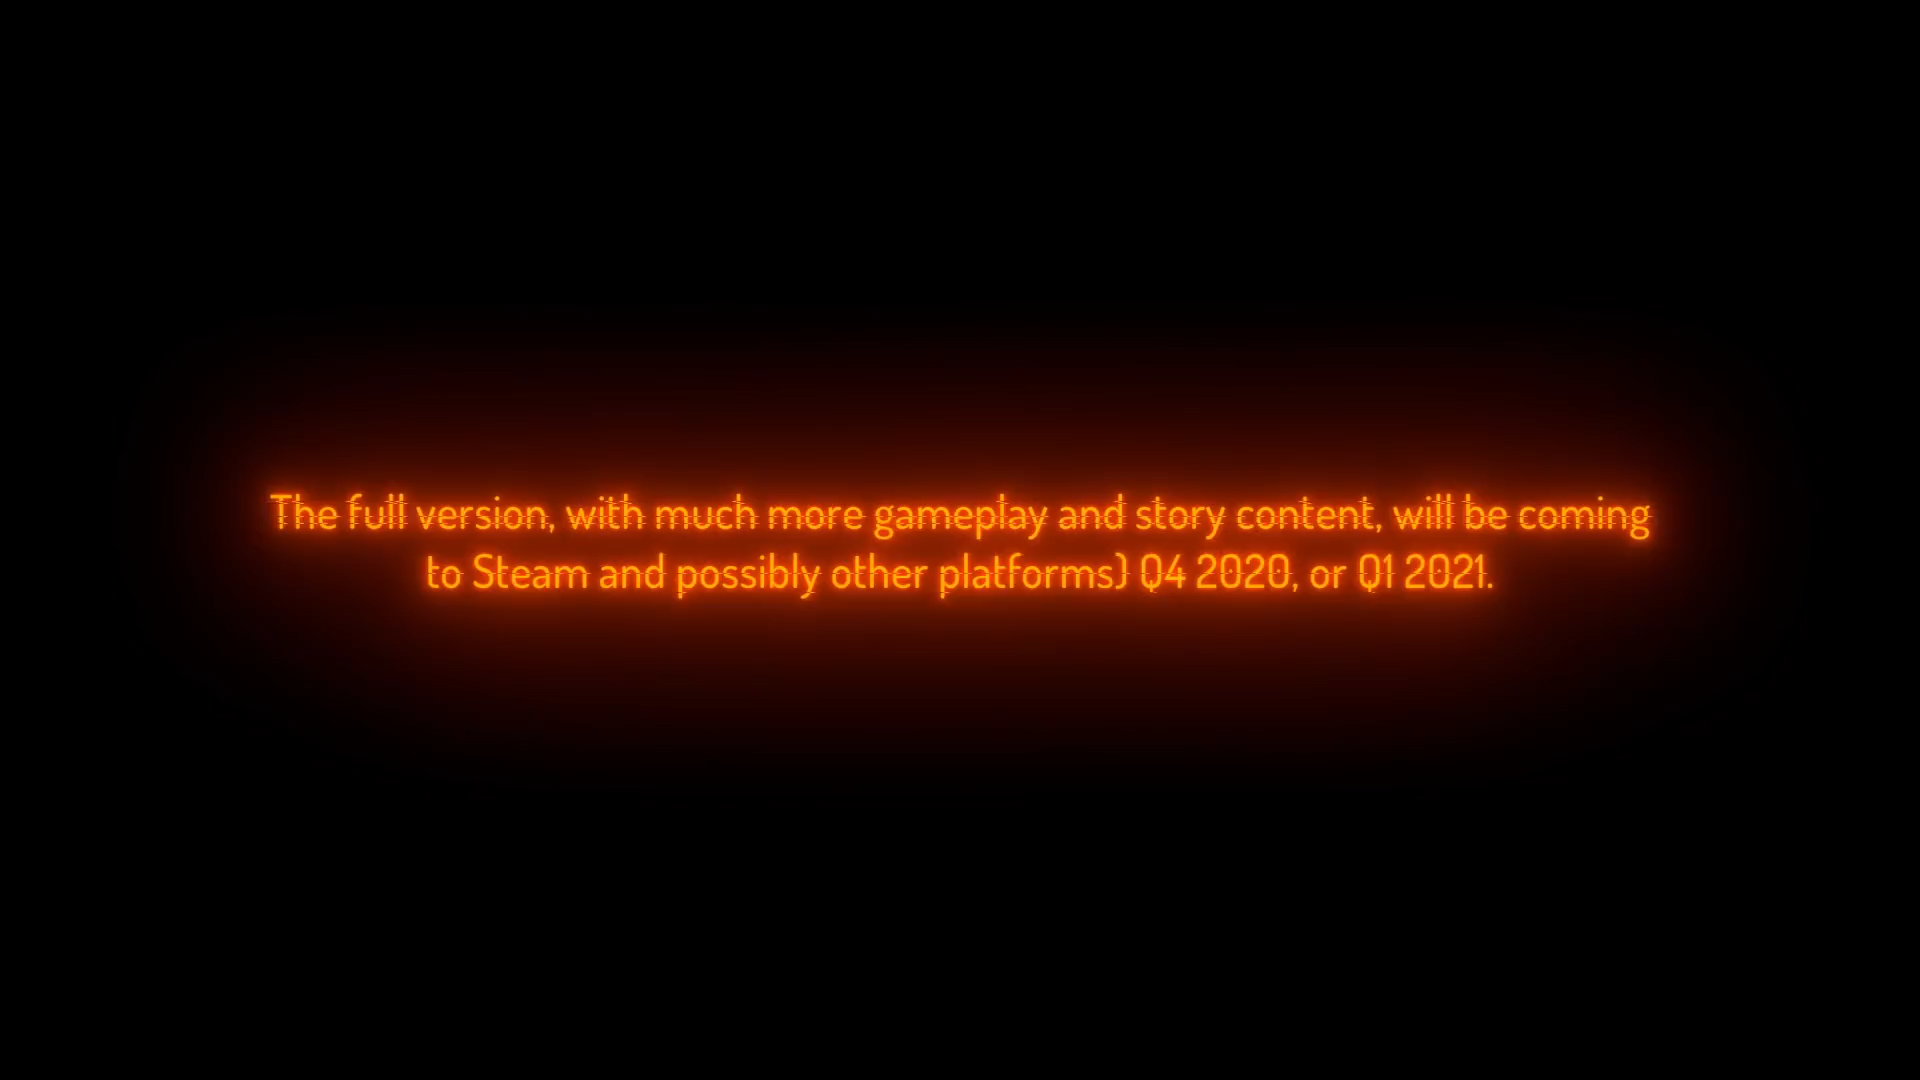 The full version, with much more gameplay and story content, will be coming
to Steam and possibly other platforms) Q4 2020, or Q1 2021.